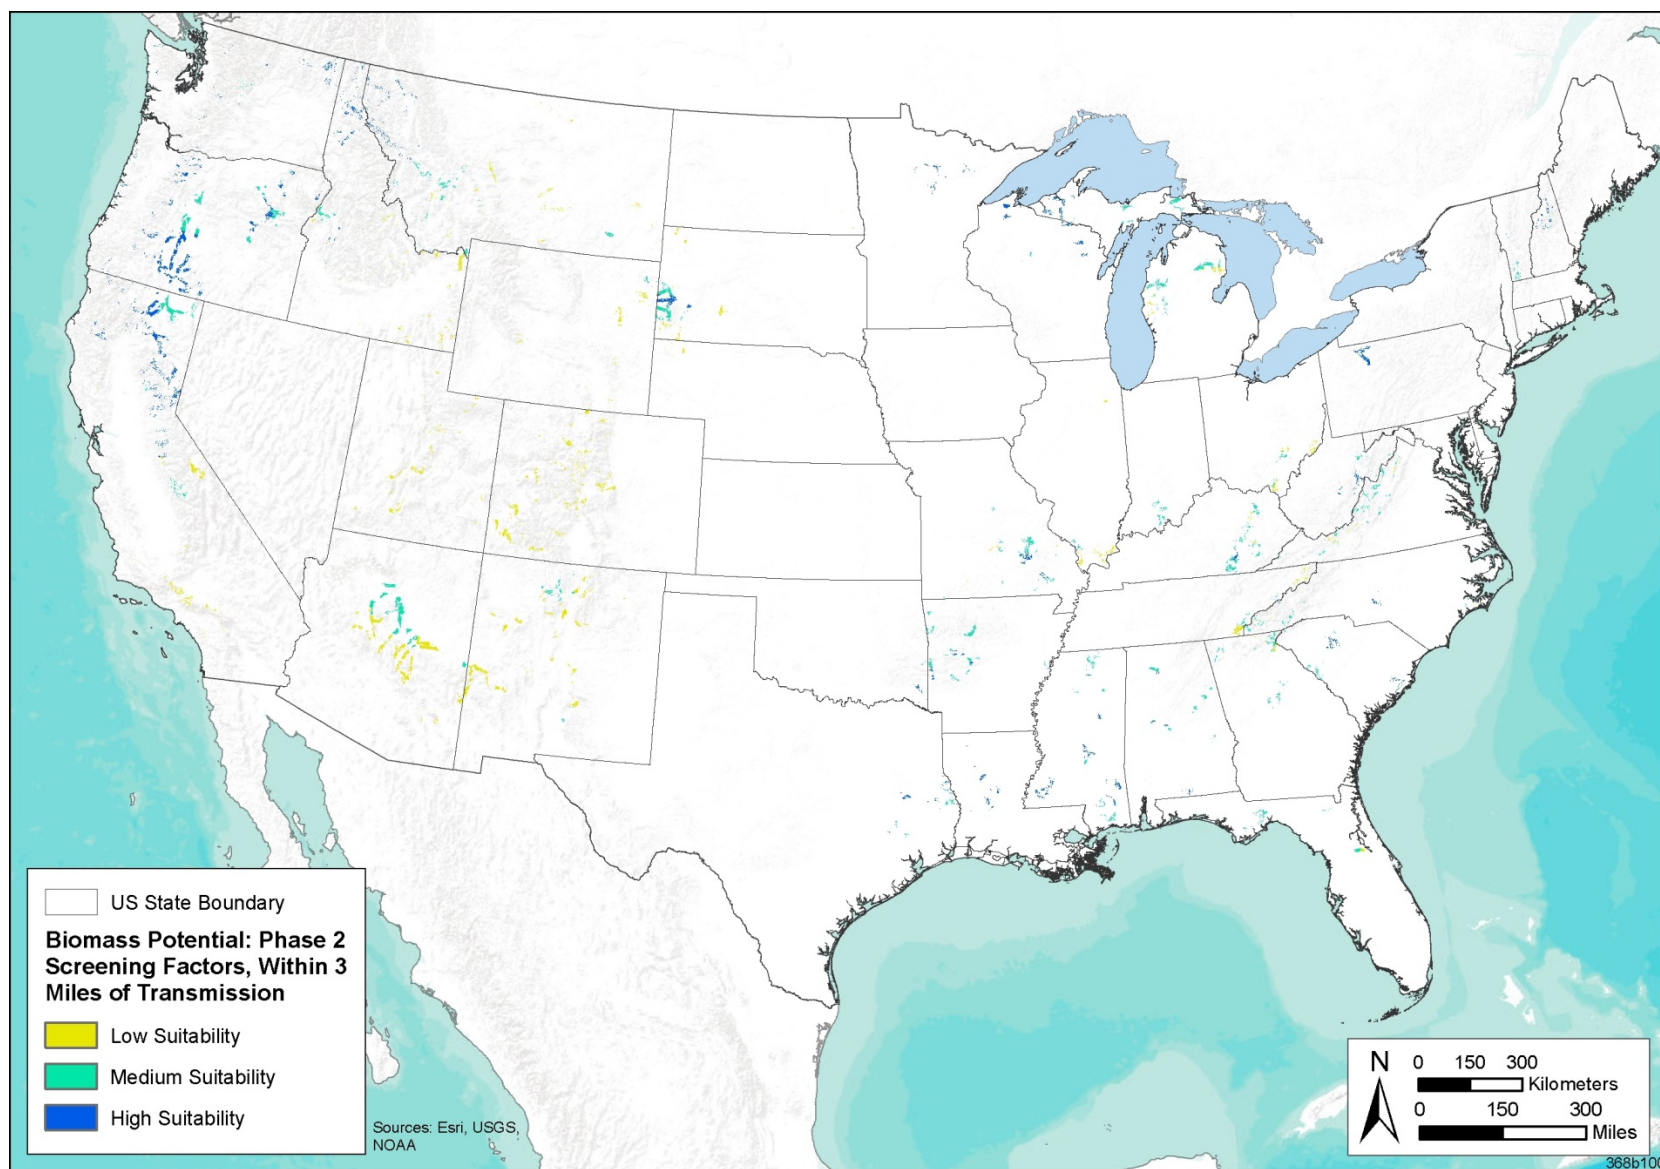 US State Boundary
Biomass Potential: Phase 2
Screening Factors, Within 3
Miles of Transmission
Low Suitability
Medium Suitability
High Suitability
Sources: Esri, USGS,
NOAA
N
0 150 300
Kilometers
0 150 300
Miles
368b100